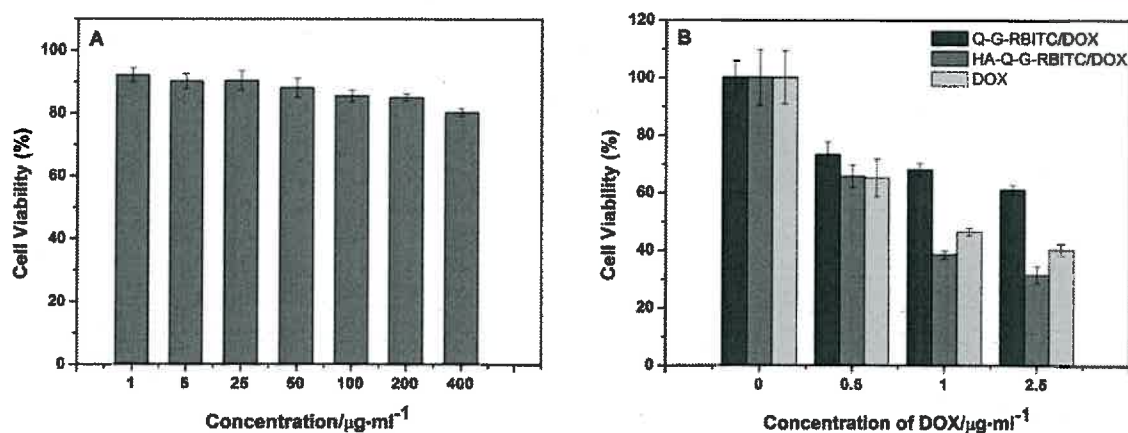 A
100
80
60
40
20
0
Cell Viability (%)
1 5 25 50 100 200 400
Concentration/μg·ml⁻¹
B
Q-G-RBITC/DOX
HA-Q-G-RBITC/DOX
DOX
120
100
80
60
40
20
0
Cell Viability (%)
0 0.5 1 2.5
Concentration of DOX/μg·ml⁻¹